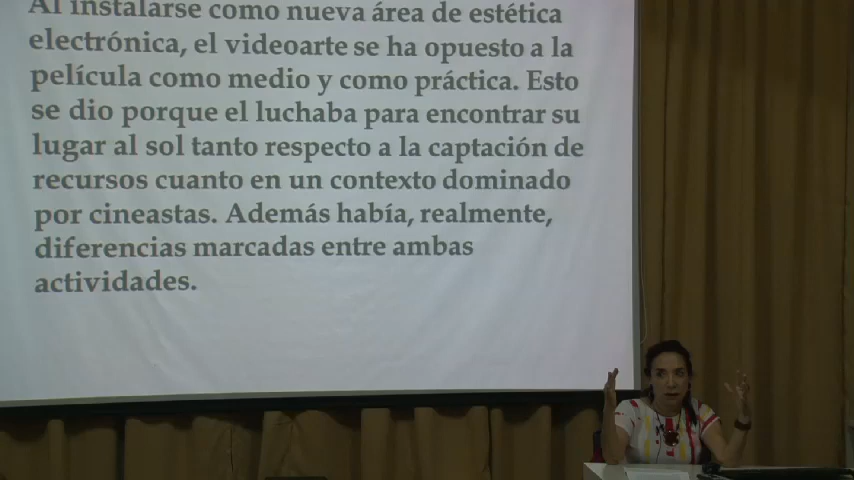 Al instalarse como nueva área de estética
electrónica, el videoarte se ha opuesto a la
película como medio y como práctica. Esto
se dio porque el luchaba para encontrar su
lugar al sol tanto respecto a la captación de
recursos cuanto en un contexto dominado
por cineastas. Además había, realmente,
diferencias marcadas entre ambas
actividades.